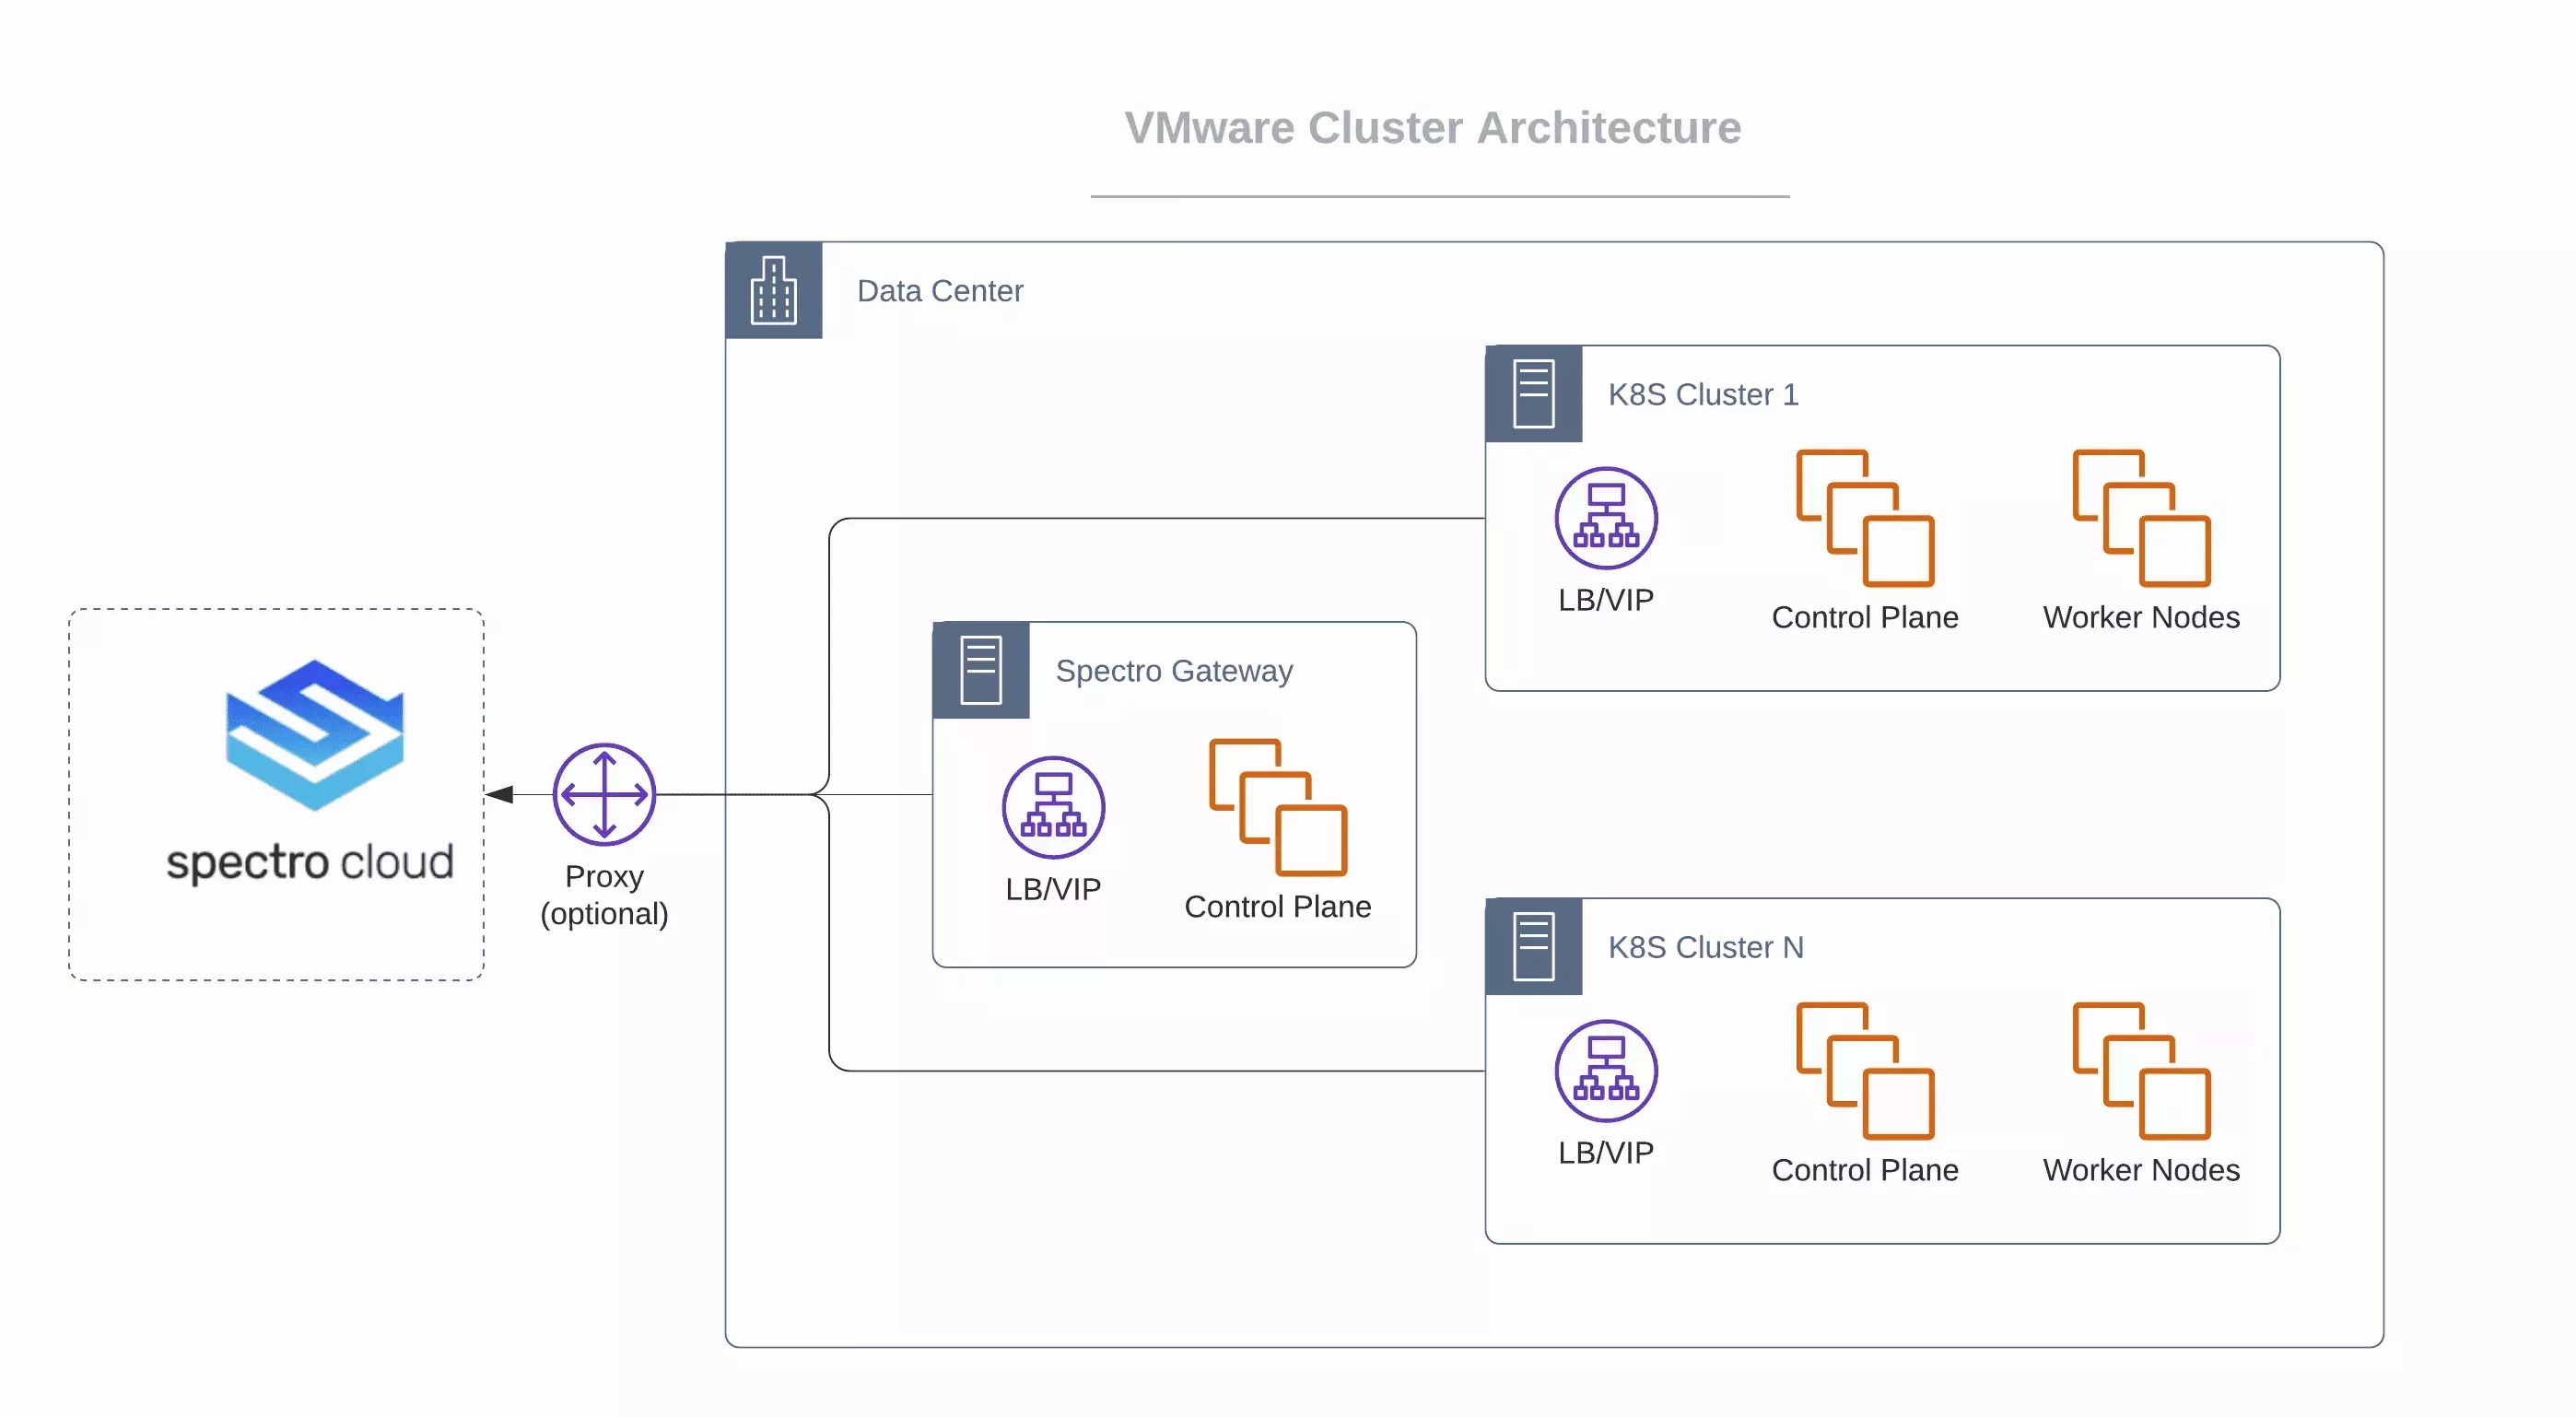 VMware Cluster Architecture
Data Center
K8S Cluster 1
LB/VIP
Control Plane
Worker Nodes
Spectro Gateway
LB/VIP
Control Plane
spectro cloud
Proxy
(optional)
K8S Cluster N
LB/VIP
Control Plane
Worker Nodes